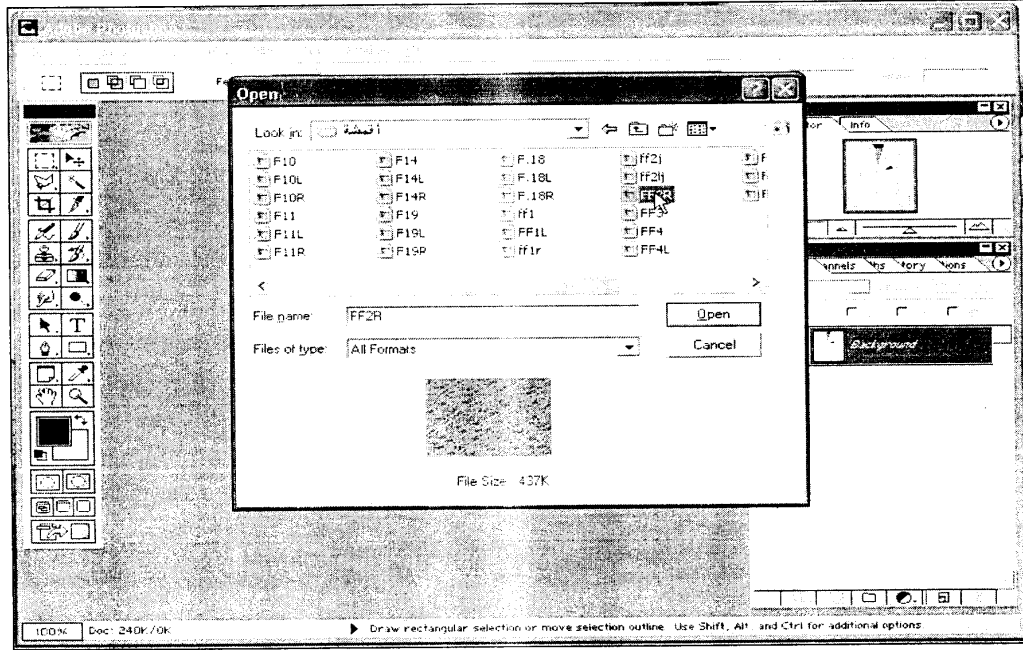 Open
Look in: أقمشة
F10 F14 F.18 ff2j
F10L F14L F.18L ff2lj
F10R F14R F.18R FF2R
F11 F19 ff1 FF3
F11L F19L FF1L FF4
F11R F19R ff1r FF4L
File name: FF2R Open
Files of type: All Formats Cancel
File Size: 437K
Info
Background
100% Doc: 240K/0K Draw rectangular selection or move selection outline. Use Shift, Alt, and Ctrl for additional options.